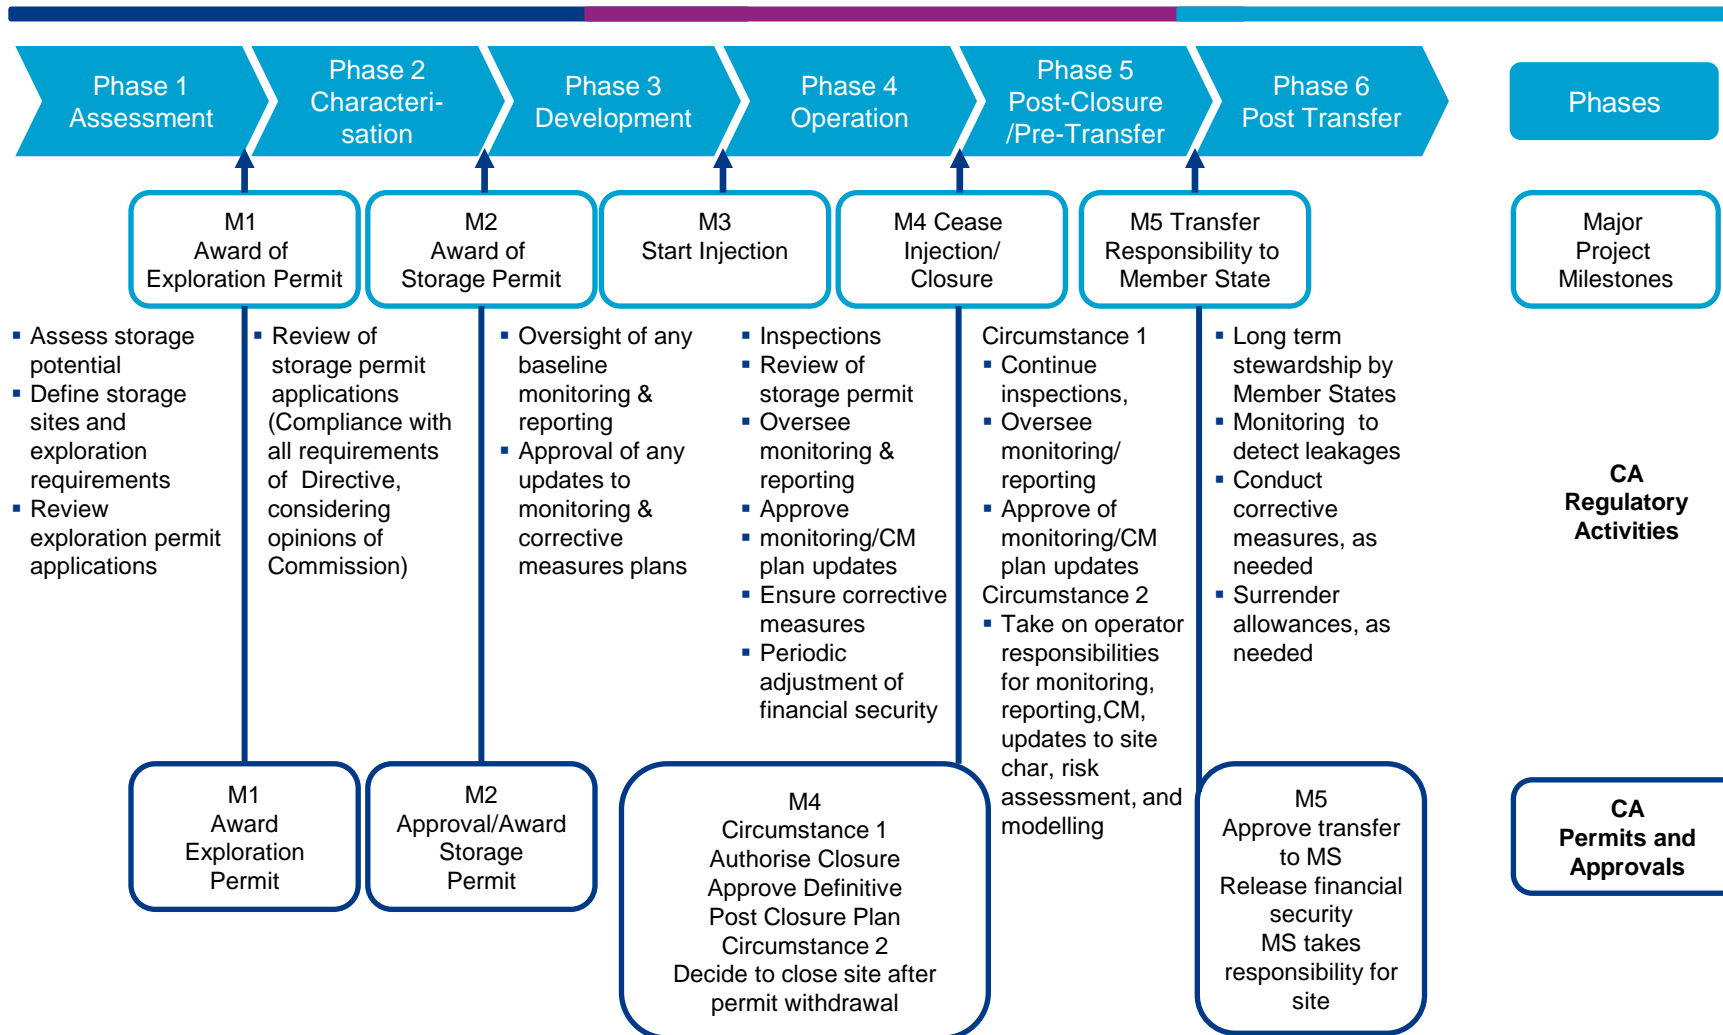 Phase 1
Assessment
Phase 2
Characteri-
sation
Phase 3
Development
Phase 4
Operation
Phase 5
Post-Closure
/Pre-Transfer
Phase 6
Post Transfer
Phases
M1
Award of
Exploration Permit
M2
Award of
Storage Permit
M3
Start Injection
M4 Cease
Injection/
Closure
M5 Transfer
Responsibility to
Member State
Major
Project
Milestones
▪ Assess storage
potential
▪ Define storage
sites and
exploration
requirements
▪ Review
exploration permit
applications
▪ Review of
storage permit
applications
(Compliance with
all requirements
of Directive,
considering
opinions of
Commission)
▪ Oversight of any
baseline
monitoring &
reporting
▪ Approval of any
updates to
monitoring &
corrective
measures plans
▪ Inspections
▪ Review of
storage permit
▪ Oversee
monitoring &
reporting
▪ Approve
▪ monitoring/CM
plan updates
▪ Ensure corrective
measures
▪ Periodic
adjustment of
financial security
Circumstance 1
▪ Continue
inspections,
▪ Oversee
monitoring/
reporting
▪ Approve of
monitoring/CM
plan updates
Circumstance 2
▪ Take on operator
responsibilities
for monitoring,
reporting,CM,
updates to site
char, risk
assessment, and
modelling
▪ Long term
stewardship by
Member States
▪ Monitoring to
detect leakages
▪ Conduct
corrective
measures, as
needed
▪ Surrender
allowances, as
needed
CA
Regulatory
Activities
M1
Award
Exploration
Permit
M2
Approval/Award
Storage
Permit
M4
Circumstance 1
Authorise Closure
Approve Definitive
Post Closure Plan
Circumstance 2
Decide to close site after
permit withdrawal
M5
Approve transfer
to MS
Release financial
security
MS takes
responsibility for
site
CA
Permits and
Approvals